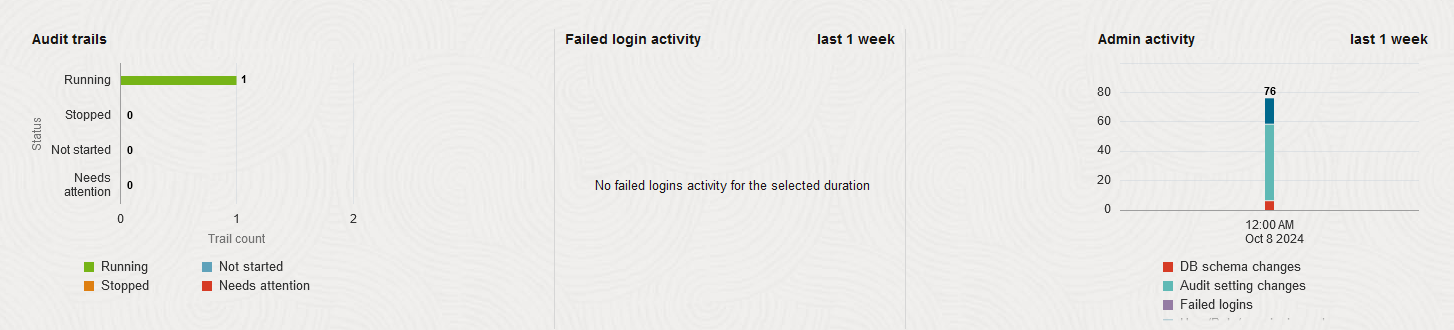 Audit trails
Running
1
Stopped
0
Status
Not started
0
Needs
attention
0
0
1
2
Trail count
Running
Not started
Stopped
Needs attention
Failed login activity
last 1 week
No failed logins activity for the selected duration
Admin activity
last 1 week
76
80
60
40
20
0
12:00 AM
Oct 8 2024
DB schema changes
Audit setting changes
Failed logins